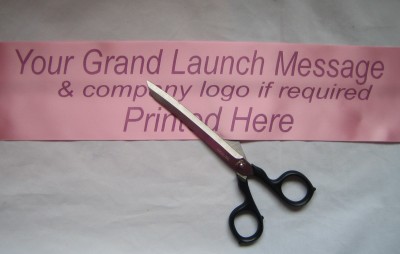 Your Grand Launch Message
& company logo if required
Printed Here